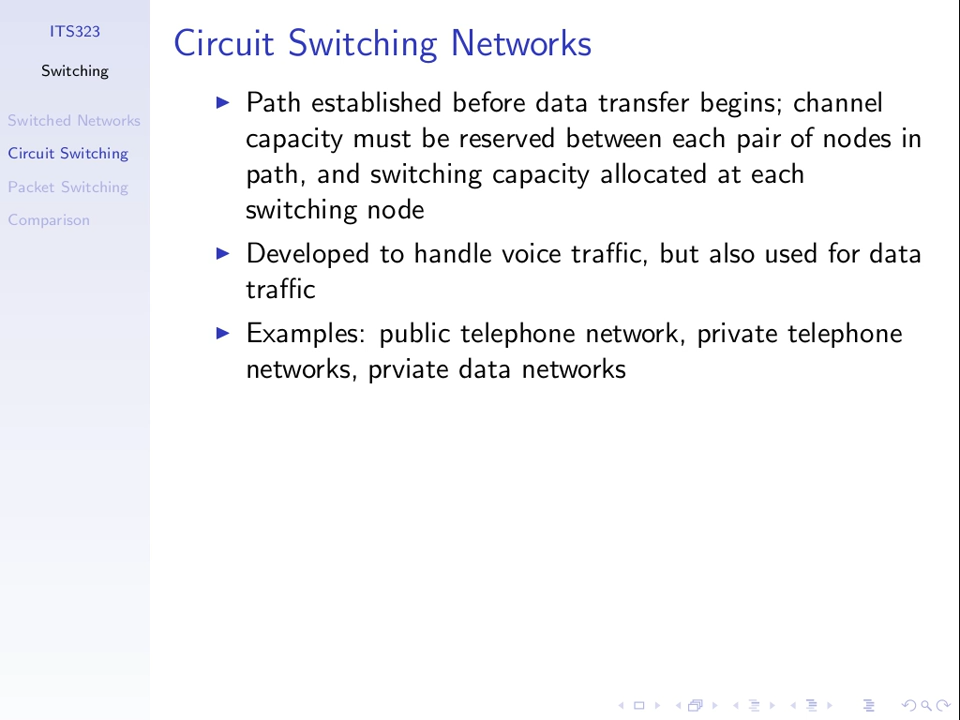 ITS323
Switching
Switched Networks
Circuit Switching
Packet Switching
Comparison
Circuit Switching Networks
Path established before data transfer begins; channel
capacity must be reserved between each pair of nodes in
path, and switching capacity allocated at each
switching node
Developed to handle voice traffic, but also used for data
traffic
Examples: public telephone network, private telephone
networks, prviate data networks